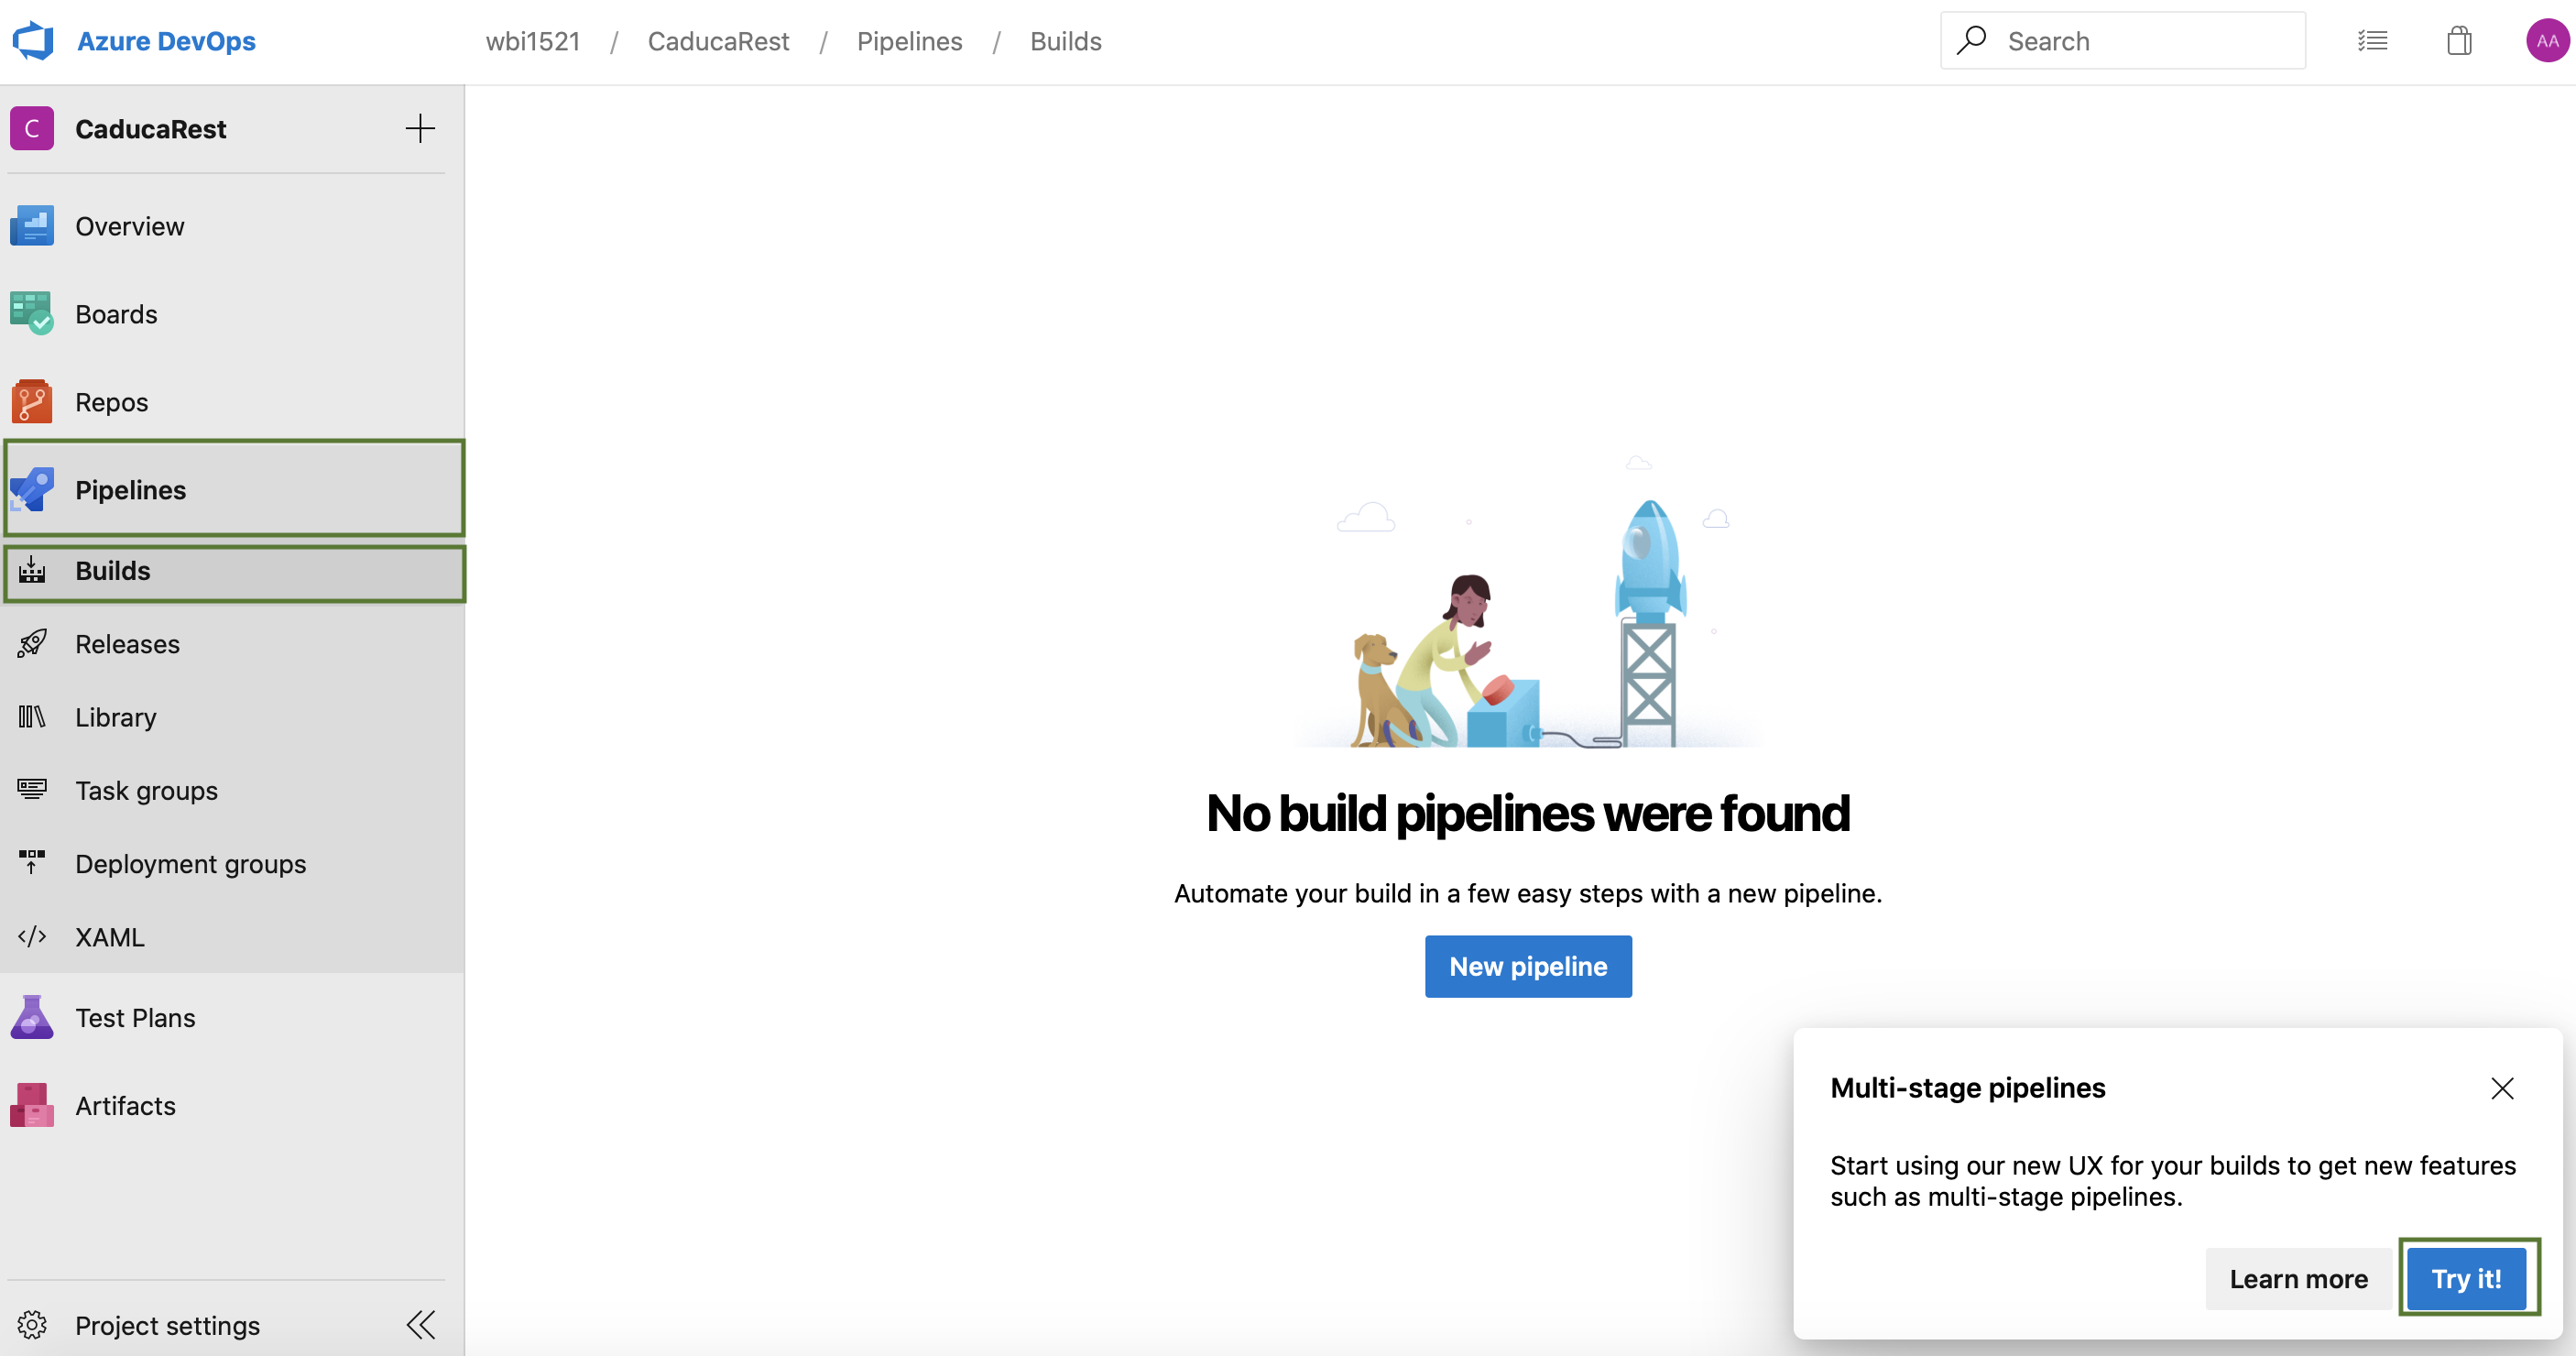 Azure DevOps
wbi1521 / CaducaRest / Pipelines / Builds
Search
AA
C CaducaRest
Overview
Boards
Repos
Pipelines
Builds
Releases
Library
Task groups
Deployment groups
XAML
Test Plans
Artifacts
Project settings
No build pipelines were found
Automate your build in a few easy steps with a new pipeline.
New pipeline
Multi-stage pipelines
Start using our new UX for your builds to get new features
such as multi-stage pipelines.
Learn more
Try it!